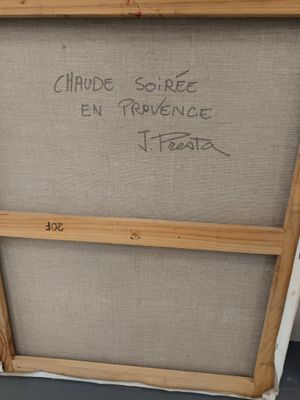 CHAUDE SOIRÉE
EN PROVENCE
J. Presta
20F